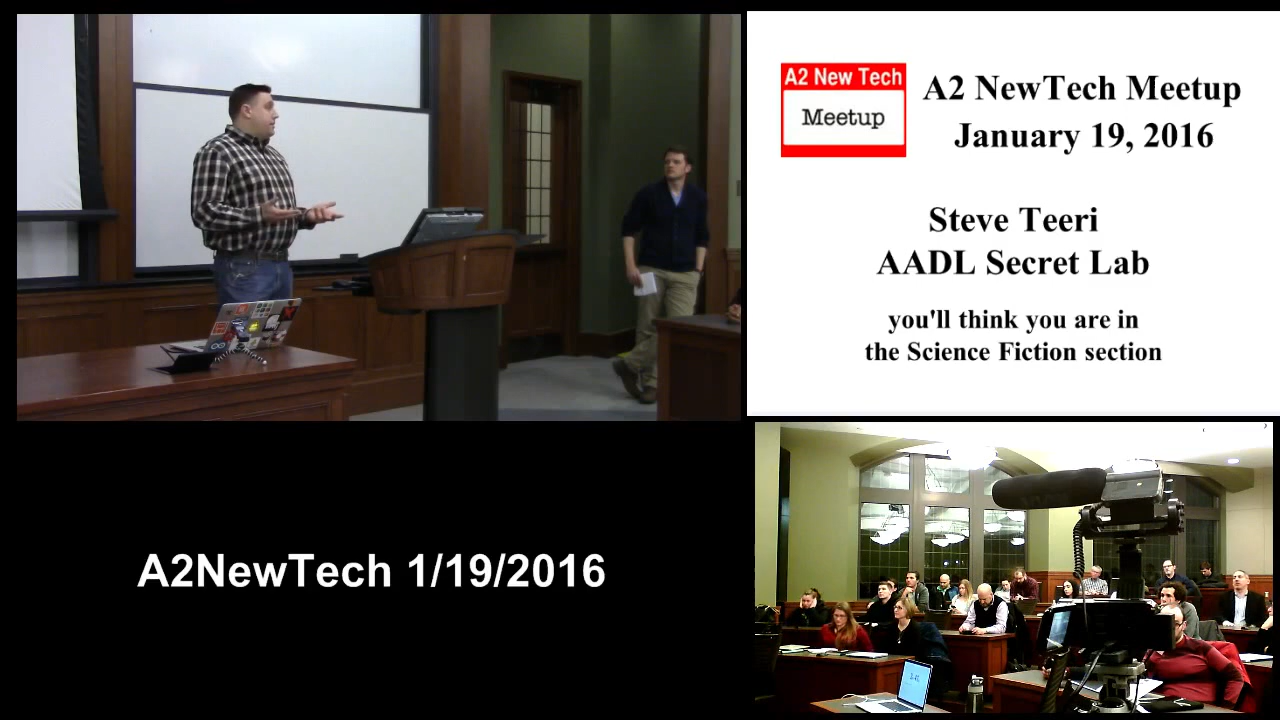 A2 New Tech
Meetup
A2 NewTech Meetup
January 19, 2016
Steve Teeri
AADL Secret Lab
you'll think you are in
the Science Fiction section
A2NewTech 1/19/2016